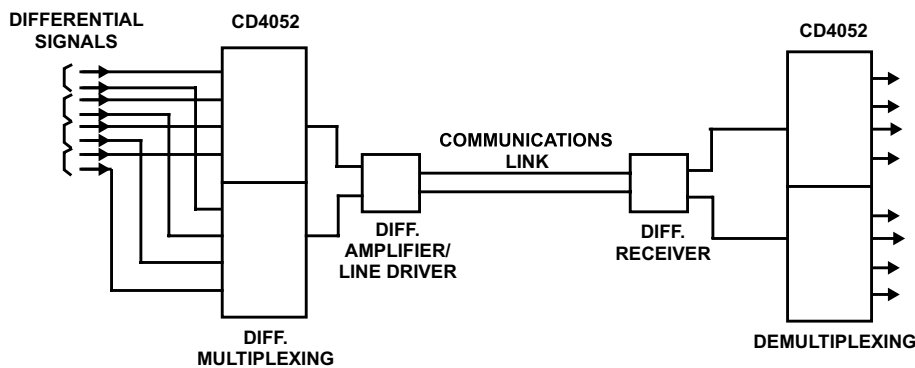 DIFFERENTIAL
SIGNALS
CD4052
DIFF.
MULTIPLEXING
DIFF.
AMPLIFIER/
LINE DRIVER
COMMUNICATIONS
LINK
DIFF.
RECEIVER
CD4052
DEMULTIPLEXING